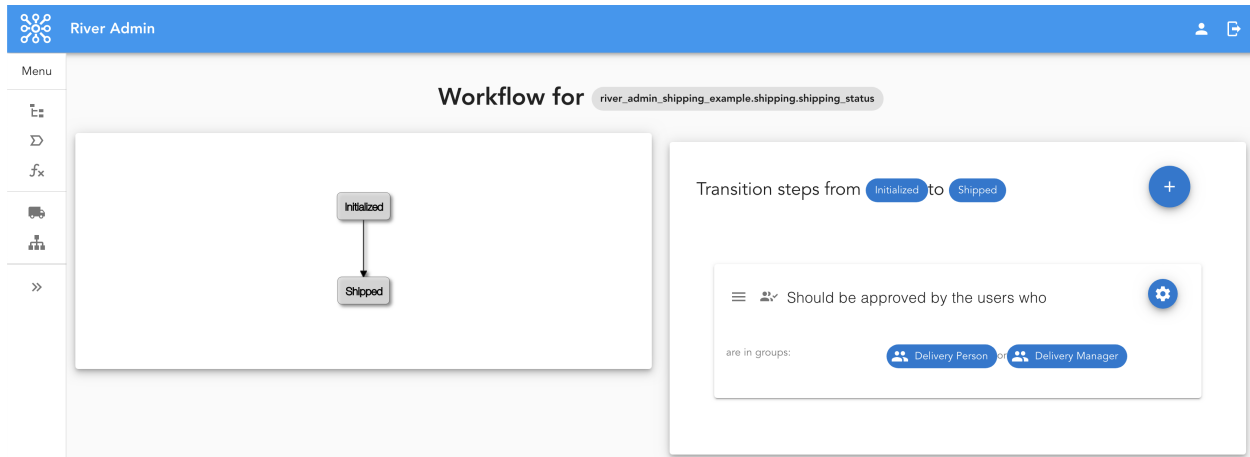 River Admin
Menu
Workflow for river_admin_shipping_example.shipping.shipping_status
Initialized
Shipped
Transition steps from Initialized to Shipped
+
Should be approved by the users who
are in groups: Delivery Person or Delivery Manager